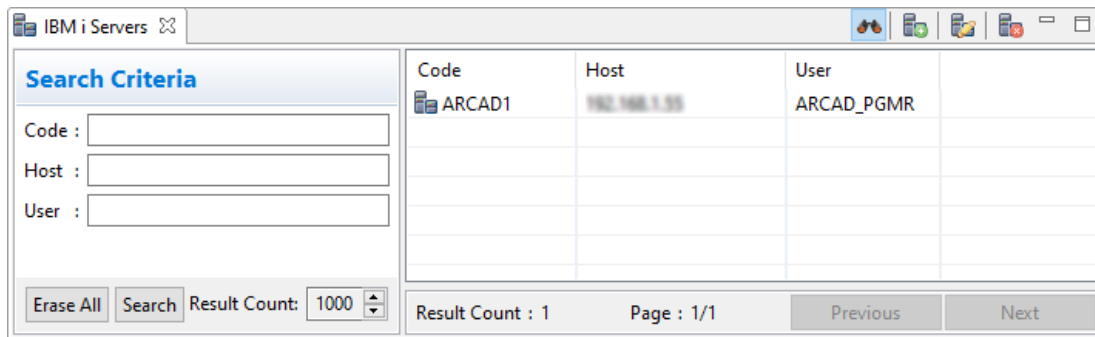 IBM i Servers
Search Criteria
Code :
Host :
User :
Erase All Search Result Count: 1000
Code Host User
ARCAD1 ARCAD_PGMR
Result Count : 1 Page : 1/1 Previous Next